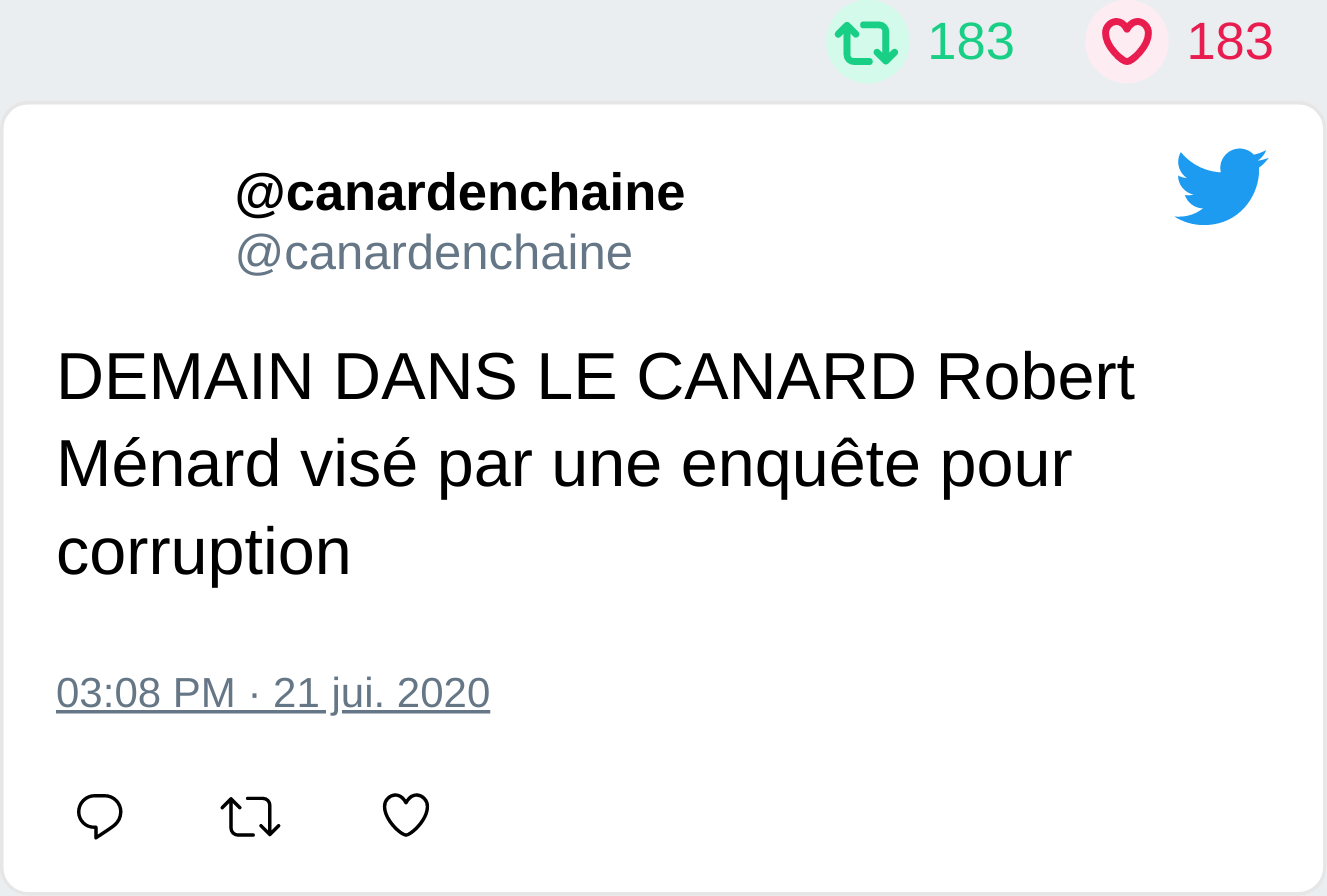 183 183
@canardenchaine
@canardenchaine
DEMAIN DANS LE CANARD Robert
Ménard visé par une enquête pour
corruption
03:08 PM · 21 jui. 2020